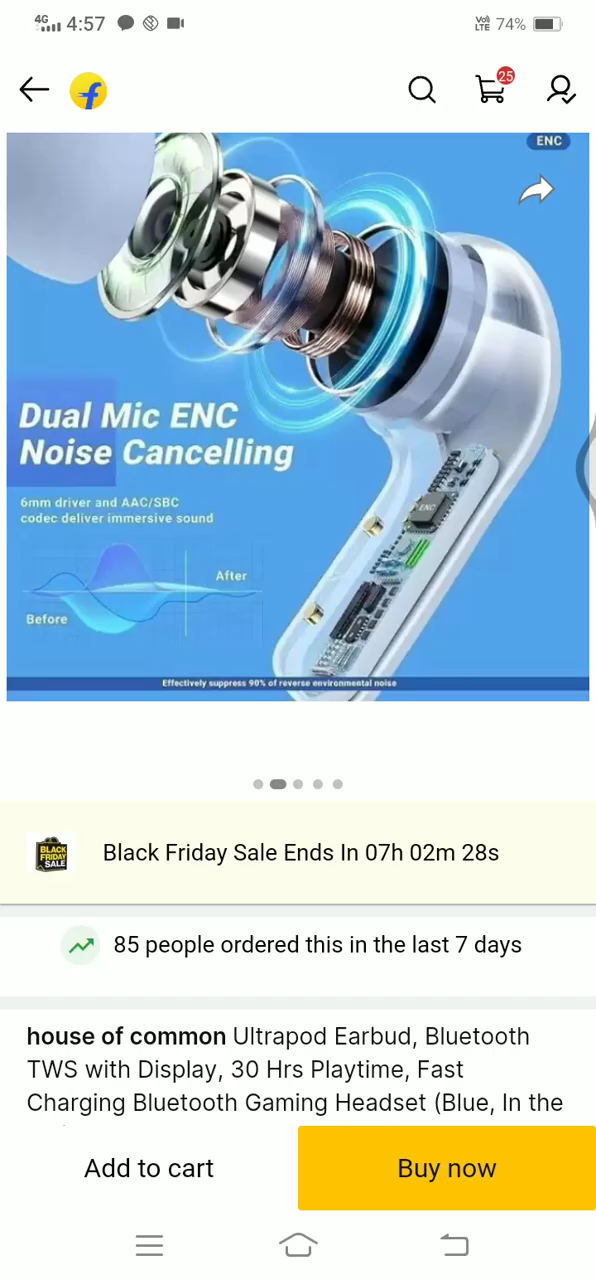 4G 4:57 Vo) LTE 74%
25
ENC
Dual Mic ENC
Noise Cancelling
6mm driver and AAC/SBC
codec deliver immersive sound
ENC
After
Before
Effectively suppress 90% of reverse environmental noise
BLACK
FRIDAY
SALE
Black Friday Sale Ends In 07h 02m 28s
85 people ordered this in the last 7 days
house of common Ultrapod Earbud, Bluetooth
TWS with Display, 30 Hrs Playtime, Fast
Charging Bluetooth Gaming Headset (Blue, In the
Add to cart Buy now